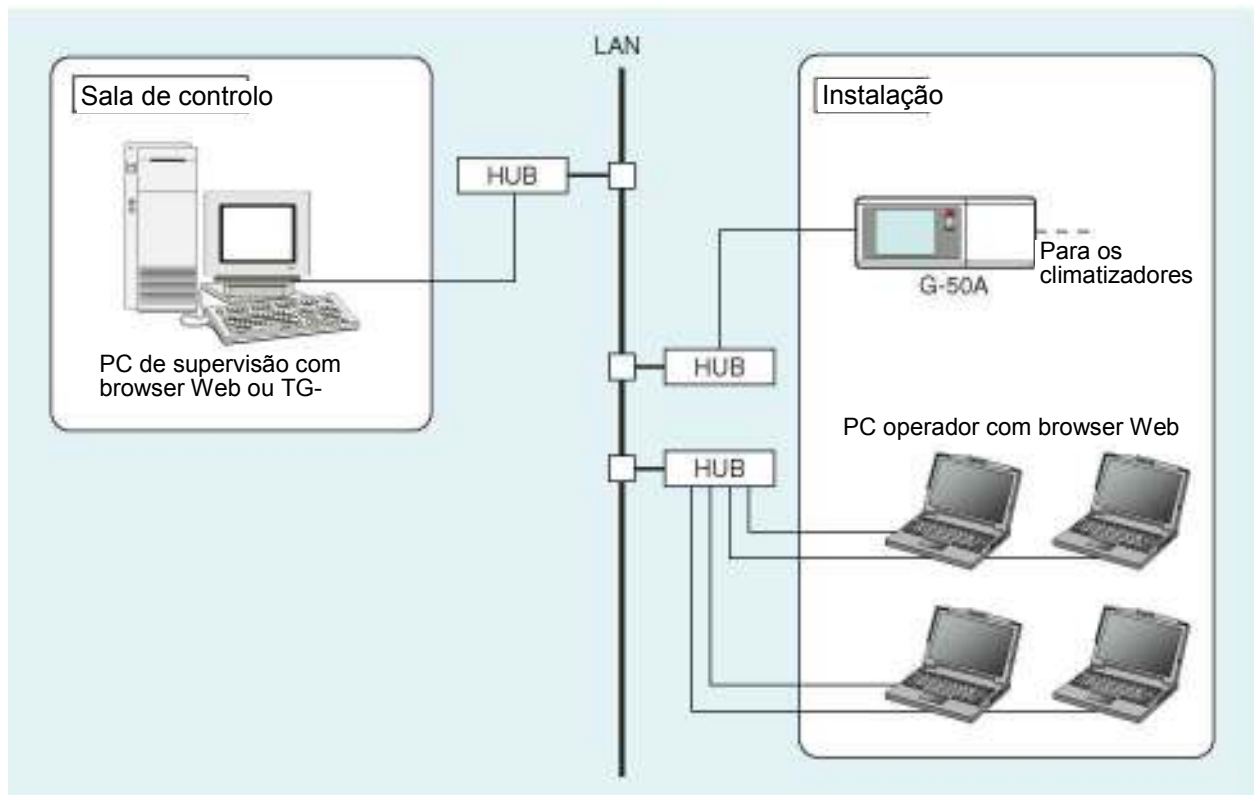 LAN
Sala de controlo
HUB
PC de supervisão com
browser Web ou TG-
Instalação
Para os
climatizadores
G-50A
HUB
PC operador com browser Web
HUB